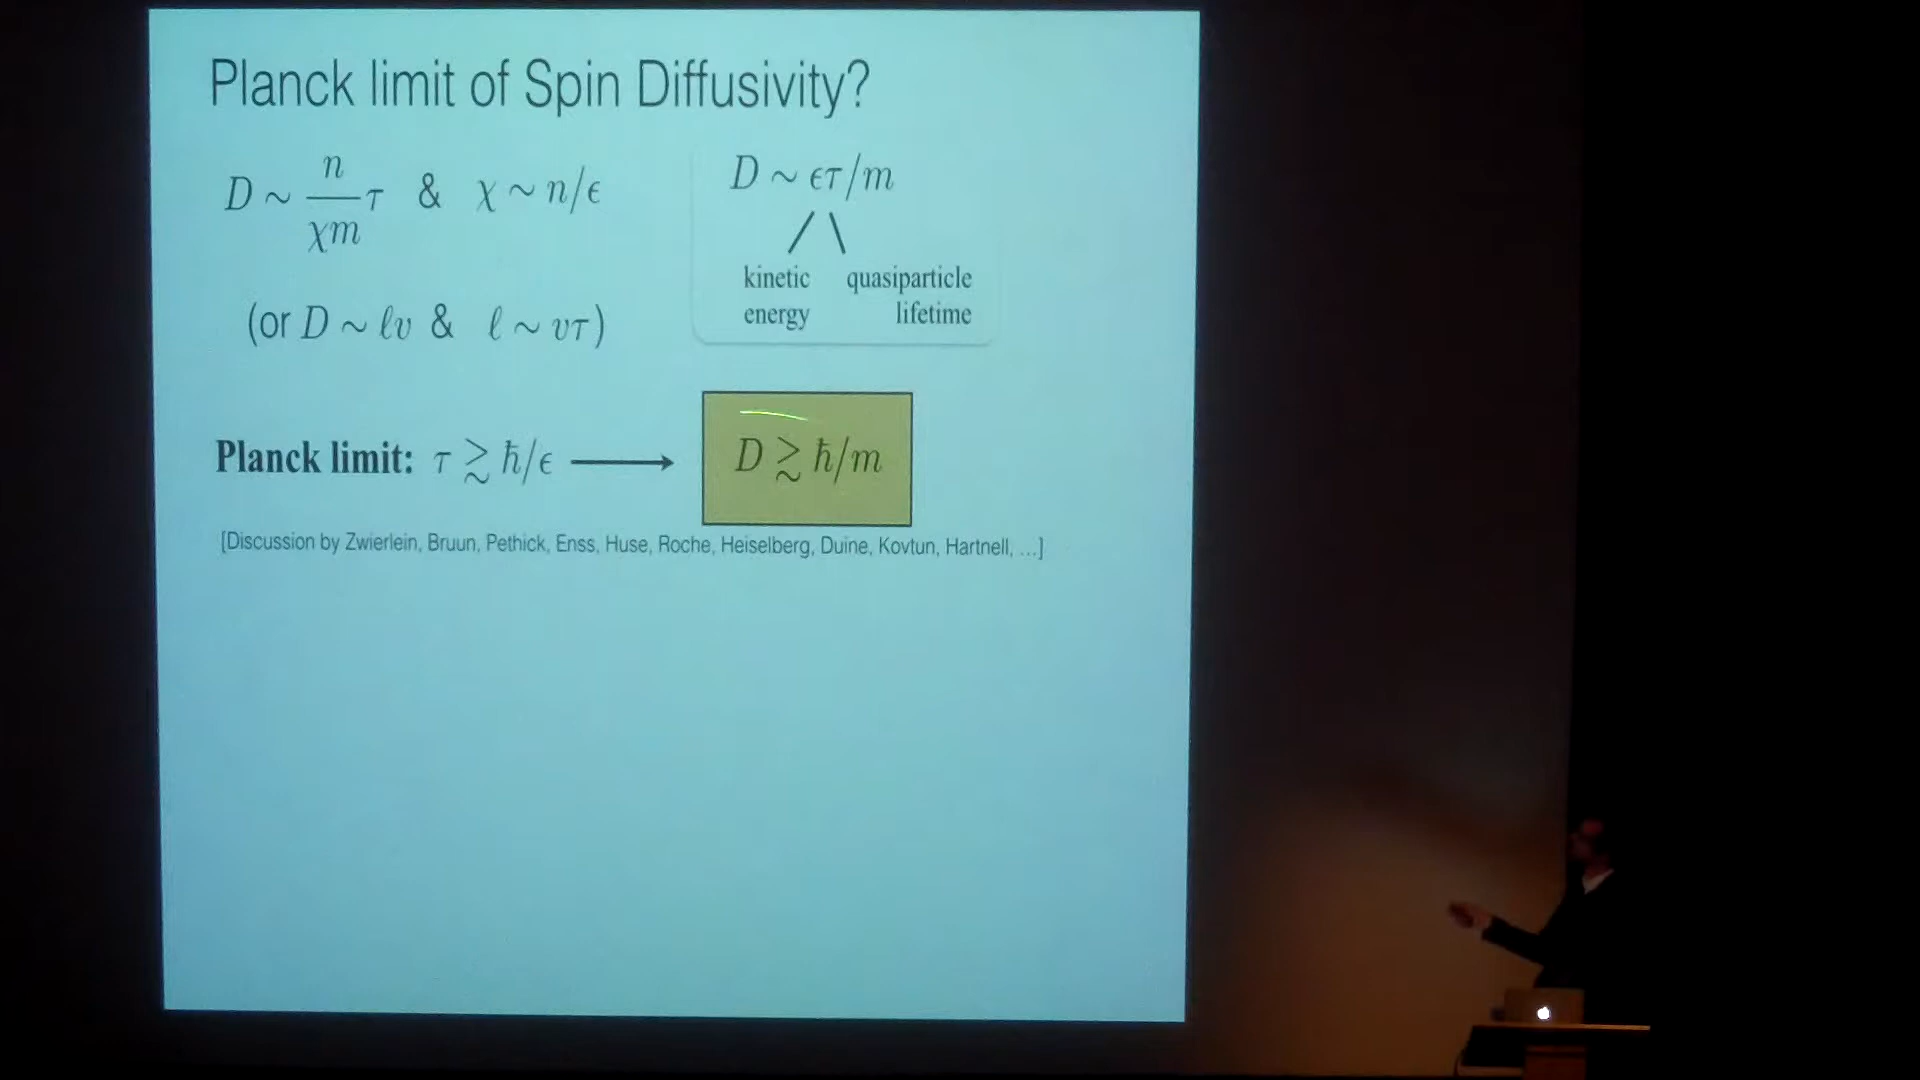 Planck limit of Spin Diffusivity?
D ~ n/χm τ & χ ~ n/ϵ
(or D ~ ℓv & ℓ ~ vτ)
D ~ ϵτ/m
kinetic energy
quasiparticle lifetime
Planck limit: τ ≳ ħ/ϵ ⟶ D ≳ ħ/m
[Discussion by Zwierlein, Bruun, Pethick, Enss, Huse, Roche, Heiselberg, Duine, Kovtun, Hartnell, ...]